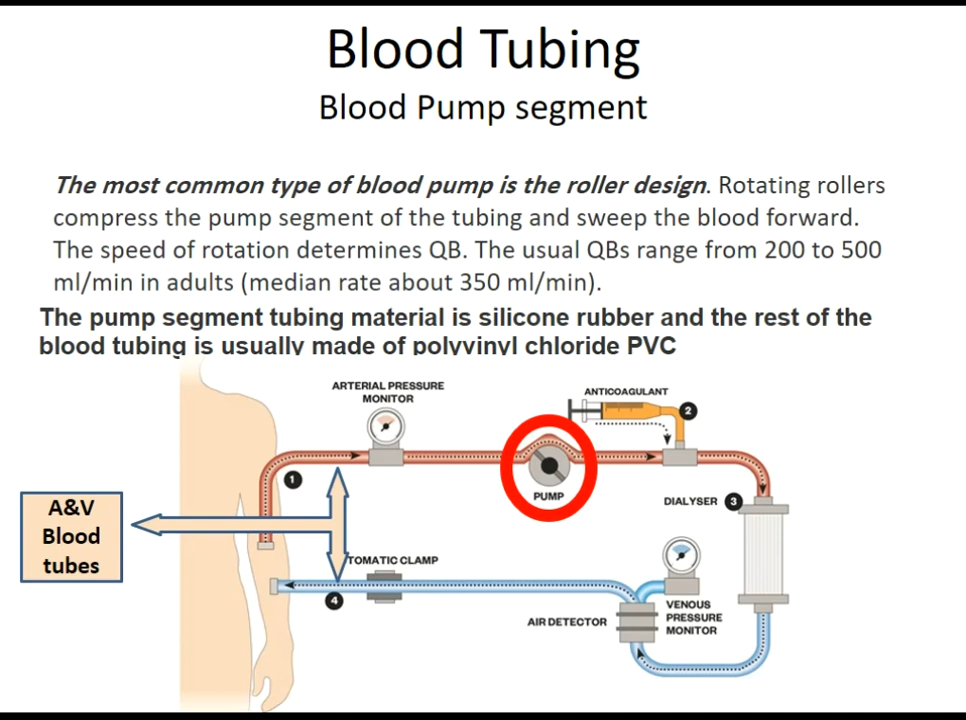 Blood Tubing
Blood Pump segment
The most common type of blood pump is the roller design. Rotating rollers
compress the pump segment of the tubing and sweep the blood forward.
The speed of rotation determines QB. The usual QBs range from 200 to 500
ml/min in adults (median rate about 350 ml/min).
The pump segment tubing material is silicone rubber and the rest of the
blood tubing is usually made of polyvinyl chloride PVC
ARTERIAL PRESSURE
MONITOR
ANTICOAGULANT
2
1
PUMP
DIALYSER 3
A&V
Blood
tubes
TOMATIC CLAMP
4
AIR DETECTOR
VENOUS
PRESSURE
MONITOR